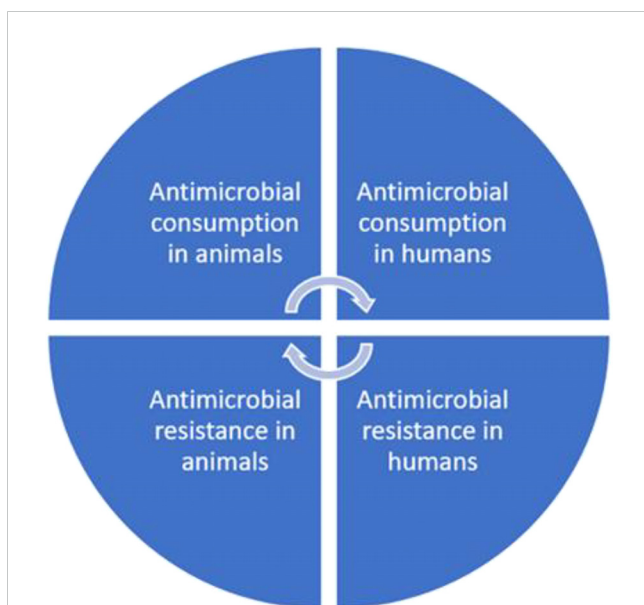 Antimicrobial
consumption
in animals
Antimicrobial
consumption
in humans
Antimicrobial
resistance in
animals
Antimicrobial
resistance in
humans